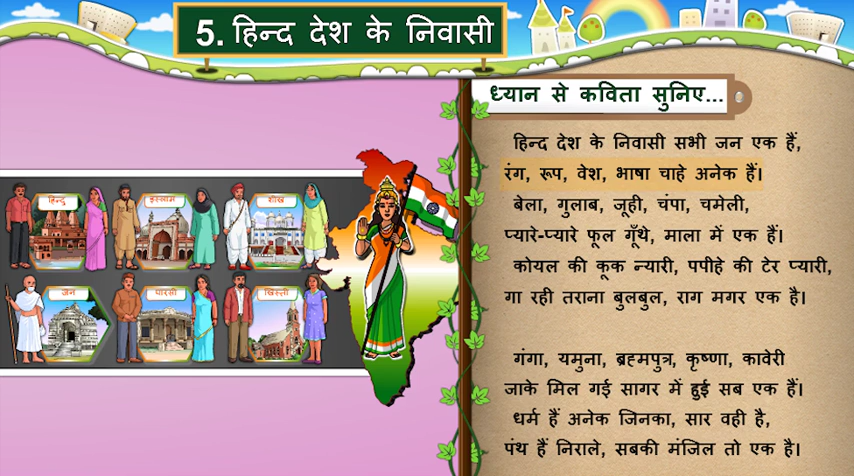 5. हिन्द देश के निवासी
ध्यान से कविता सुनिए...
हिन्द देश के निवासी सभी जन एक हैं,
रंग, रूप, वेश, भाषा चाहे अनेक हैं।
बेला, गुलाब, जूही, चंपा, चमेली,
प्यारे-प्यारे फूल गूँथे, माला में एक हैं।
कोयल की कूक न्यारी, पपीहे की टेर प्यारी,
गा रही तराना बुलबुल, राग मगर एक है।
गंगा, यमुना, ब्रह्मपुत्र, कृष्णा, कावेरी
जाके मिल गई सागर में हुई सब एक हैं।
धर्म हैं अनेक जिनका, सार वही है,
पंथ हैं निराले, सबकी मंजिल तो एक है।
हिन्दु
इस्लाम
शीख
जैन
पारसी
ख्रिस्ती